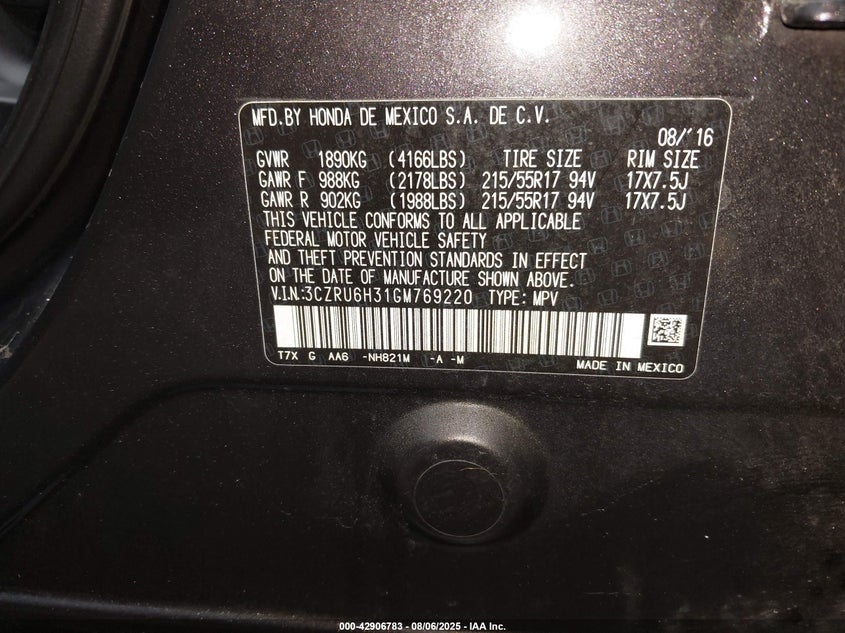 MFD.BY HONDA DE MEXICO S.A. DE C.V.
08/'16
GVWR 1890KG (4166LBS) TIRE SIZE RIM SIZE
GAWR F 988KG (2178LBS) 215/55R17 94V 17X7.5J
GAWR R 902KG (1988LBS) 215/55R17 94V 17X7.5J
THIS VEHICLE CONFORMS TO ALL APPLICABLE
FEDERAL MOTOR VEHICLE SAFETY
AND THEFT PREVENTION STANDARDS IN EFFECT
ON THE DATE OF MANUFACTURE SHOWN ABOVE.
V.I.N.:3CZRU6H31GM769220 TYPE: MPV
T7X G AA6 -NH821M -A -M
MADE IN MEXICO
000-42906783 - 08/06/2025 - IAA Inc.